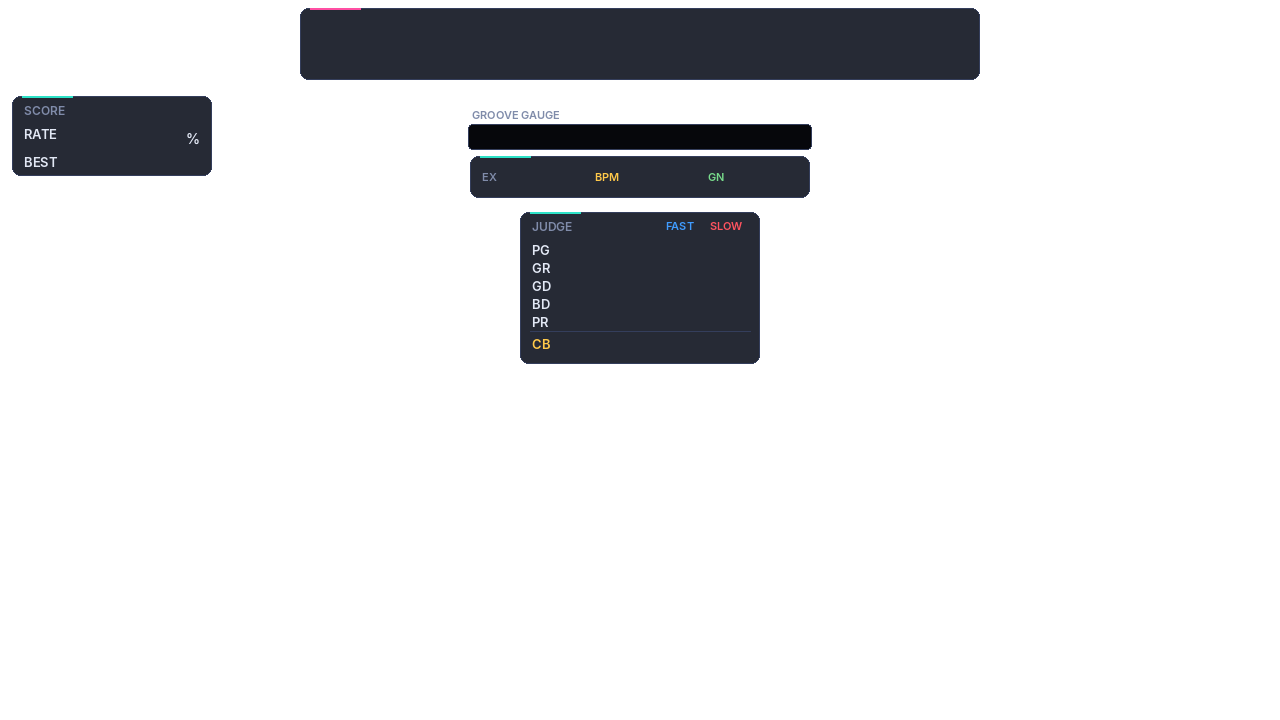 SCORE
RATE %
BEST
GROOVE GAUGE
EX BPM GN
JUDGE FAST SLOW
PG
GR
GD
BD
PR
CB